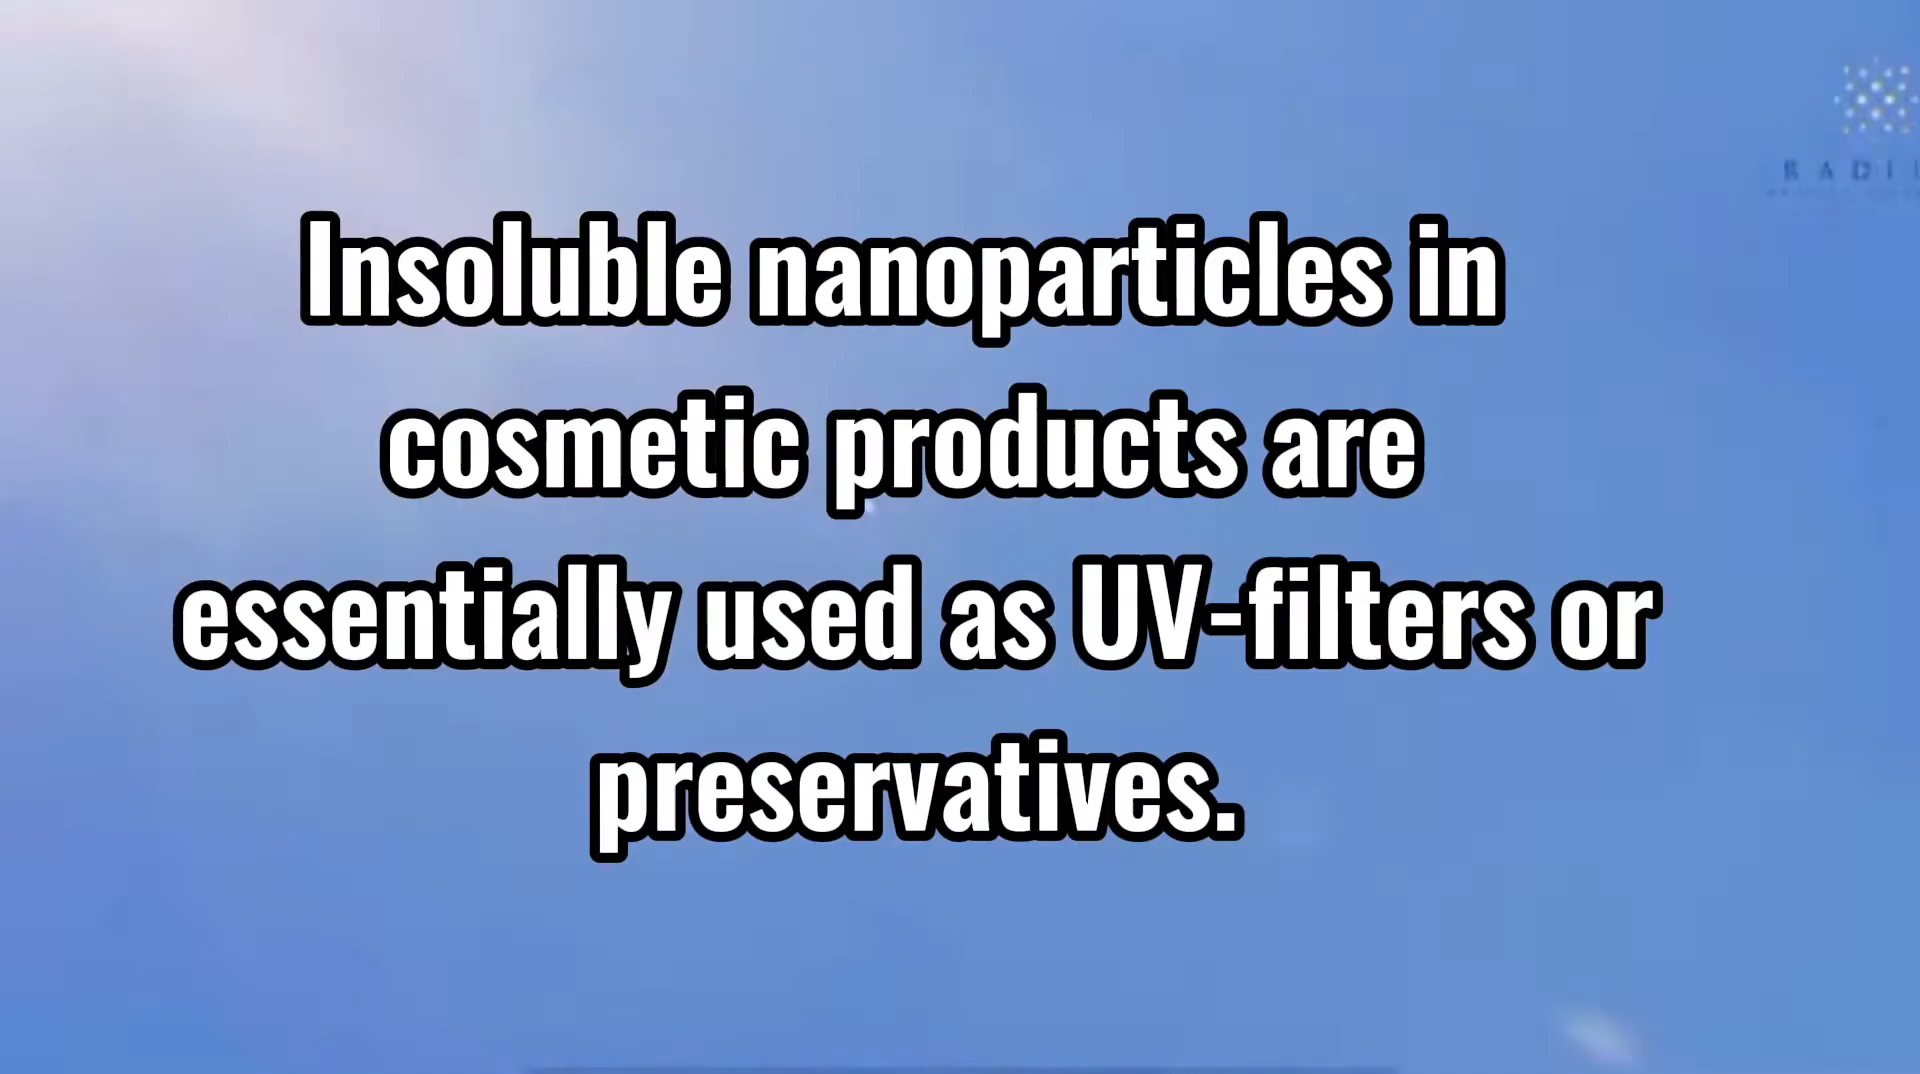 Insoluble nanoparticles in
cosmetic products are
essentially used as UV-filters or
preservatives.